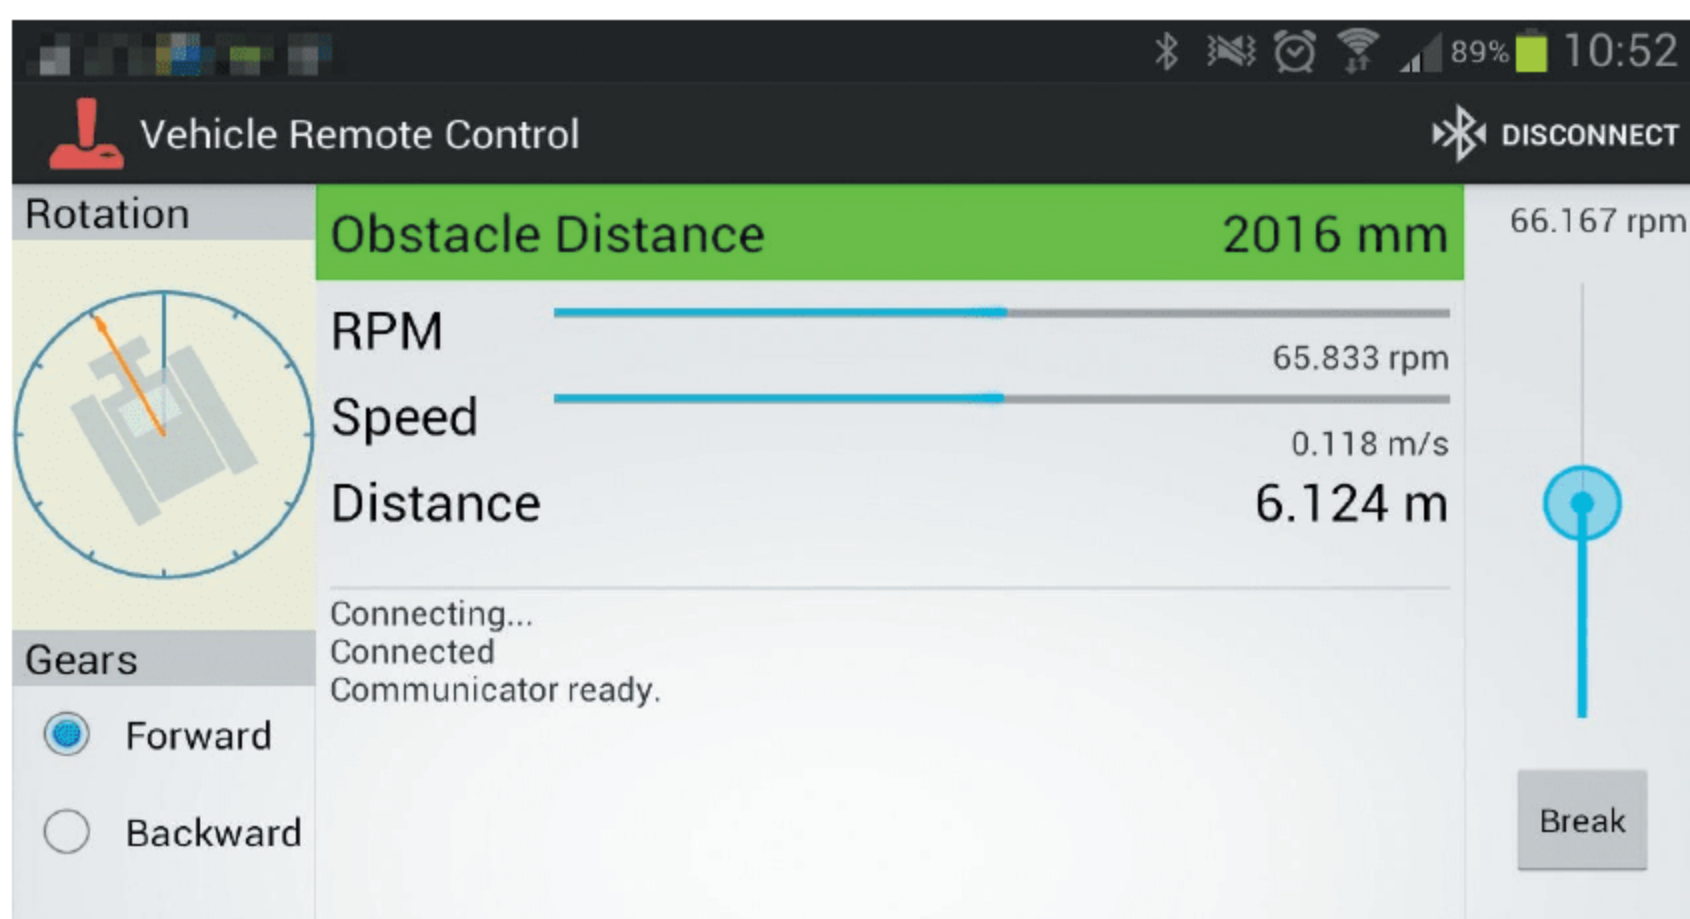 89% 10:52
Vehicle Remote Control
DISCONNECT
Rotation
Obstacle Distance 2016 mm
66.167 rpm
RPM
65.833 rpm
Speed
0.118 m/s
Distance 6.124 m
Connecting...
Connected
Communicator ready.
Gears
Forward
Backward
Break